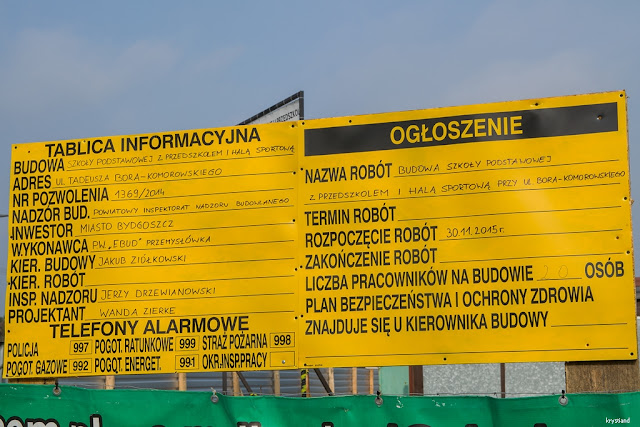 TABLICA INFORMACYJNA
BUDOWA SZKOŁY PODSTAWOWEJ Z PRZEDSZKOLEM I HALĄ SPORTOWĄ
ADRES UL. TADEUSZA BORA-KOMOROWSKIEGO
NR POZWOLENIA 1369/2014
NADZÓR BUD. POWIATOWY INSPEKTORAT NADZORU BUDOWLANEGO
INWESTOR MIASTO BYDGOSZCZ
WYKONAWCA PW. „EBUD" PRZEMYSŁÓWKA
KIER. BUDOWY JAKUB ZIÓŁKOWSKI
KIER. ROBÓT
INSP. NADZORU JERZY DRZEWIANOWSKI
PROJEKTANT WANDA ZIERKE
TELEFONY ALARMOWE
POLICJA 997 POGOT. RATUNKOWE 999 STRAŻ POŻARNA 998
POGOT. GAZOWE 992 POGOT. ENERGET. 991 OKR.INSP.PRACY
OGŁOSZENIE
NAZWA ROBÓT BUDOWA SZKOŁY PODSTAWOWEJ
Z PRZEDSZKOLEM I HALĄ SPORTOWĄ PRZY UL. BORA-KOMOROWSKIEGO
TERMIN ROBÓT
ROZPOCZĘCIE ROBÓT 30.11.2015r.
ZAKOŃCZENIE ROBÓT
LICZBA PRACOWNIKÓW NA BUDOWIE 20 OSÓB
PLAN BEZPIECZEŃSTWA I OCHRONY ZDROWIA
ZNAJDUJE SIĘ U KIEROWNIKA BUDOWY
krystiand